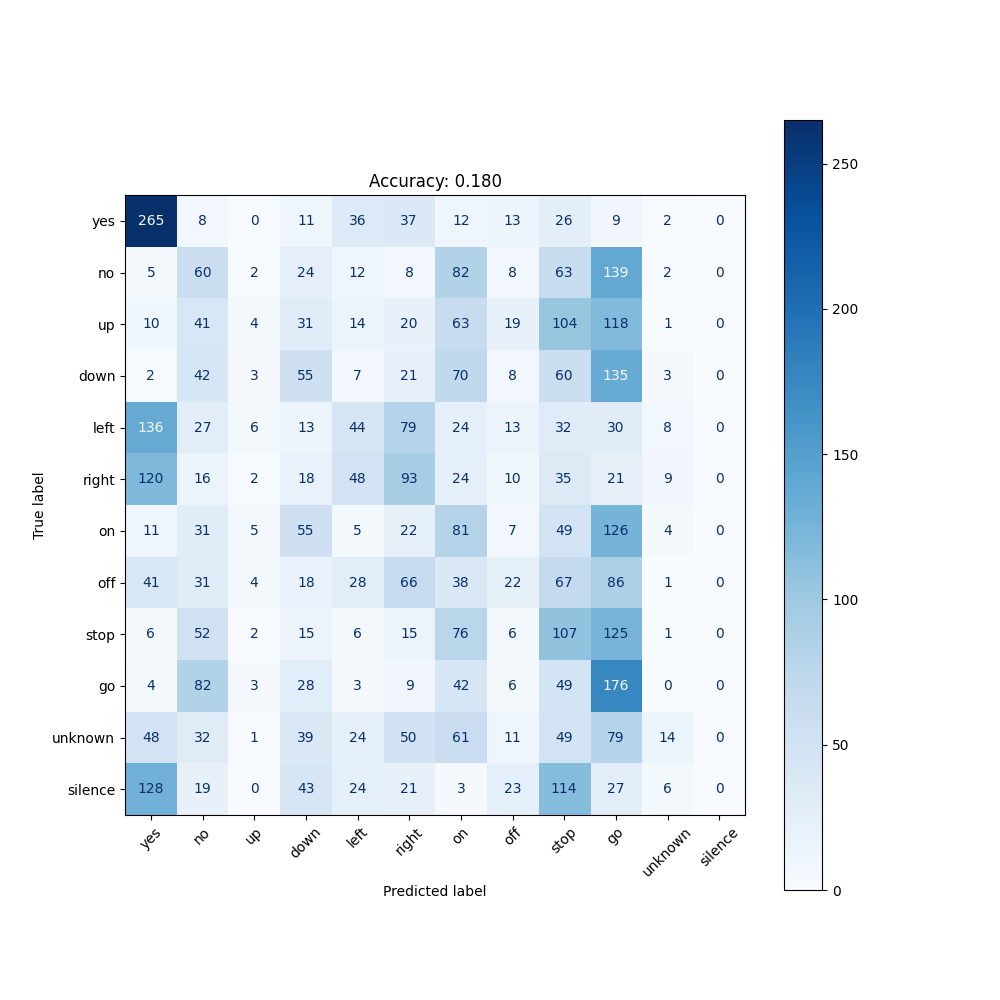 Accuracy: 0.180
yes 265 8 0 11 36 37 12 13 26 9 2 0
no 5 60 2 24 12 8 82 8 63 139 2 0
up 10 41 4 31 14 20 63 19 104 118 1 0
down 2 42 3 55 7 21 70 8 60 135 3 0
left 136 27 6 13 44 79 24 13 32 30 8 0
right 120 16 2 18 48 93 24 10 35 21 9 0
on 11 31 5 55 5 22 81 7 49 126 4 0
off 41 31 4 18 28 66 38 22 67 86 1 0
stop 6 52 2 15 6 15 76 6 107 125 1 0
go 4 82 3 28 3 9 42 6 49 176 0 0
unknown 48 32 1 39 24 50 61 11 49 79 14 0
silence 128 19 0 43 24 21 3 23 114 27 6 0
yes no up down left right on off stop go unknown silence
Predicted label
True label
250
200
150
100
50
0